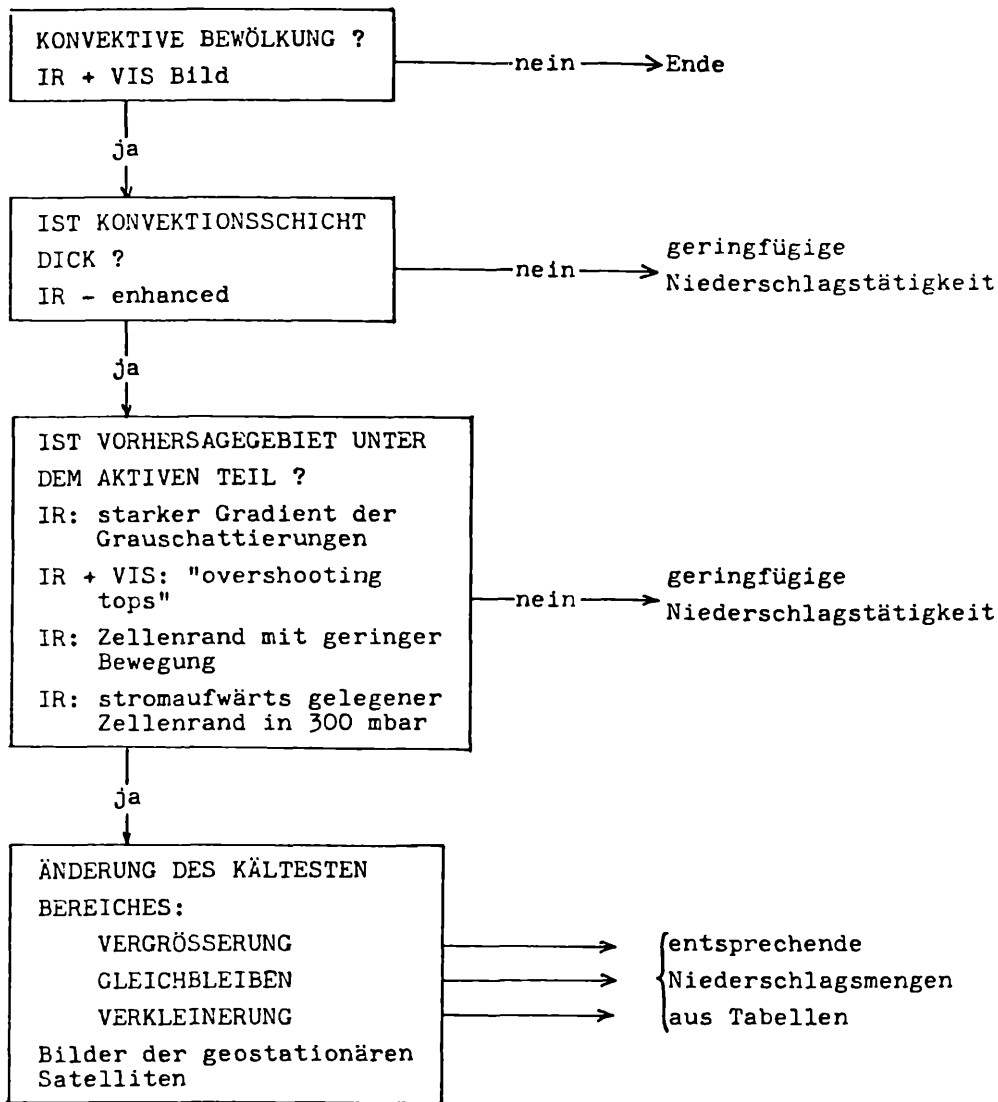 KONVEKTIVE BEWÖLKUNG ?
IR + VIS Bild
nein
Ende
ja
IST KONVEKTIONSSCHICHT
DICK ?
IR - enhanced
nein
geringfügige
Niederschlagstätigkeit
ja
IST VORHERSAGEGEBIET UNTER
DEM AKTIVEN TEIL ?
IR: starker Gradient der
Grauschattierungen
IR + VIS: "overshooting
tops"
IR: Zellenrand mit geringer
Bewegung
IR: stromaufwärts gelegener
Zellenrand in 300 mbar
nein
geringfügige
Niederschlagstätigkeit
ja
ÄNDERUNG DES KÄLTESTEN
BEREICHES:
VERGRÖSSERUNG
GLEICHBLEIBEN
VERKLEINERUNG
Bilder der geostationären
Satelliten
entsprechende
Niederschlagsmengen
aus Tabellen